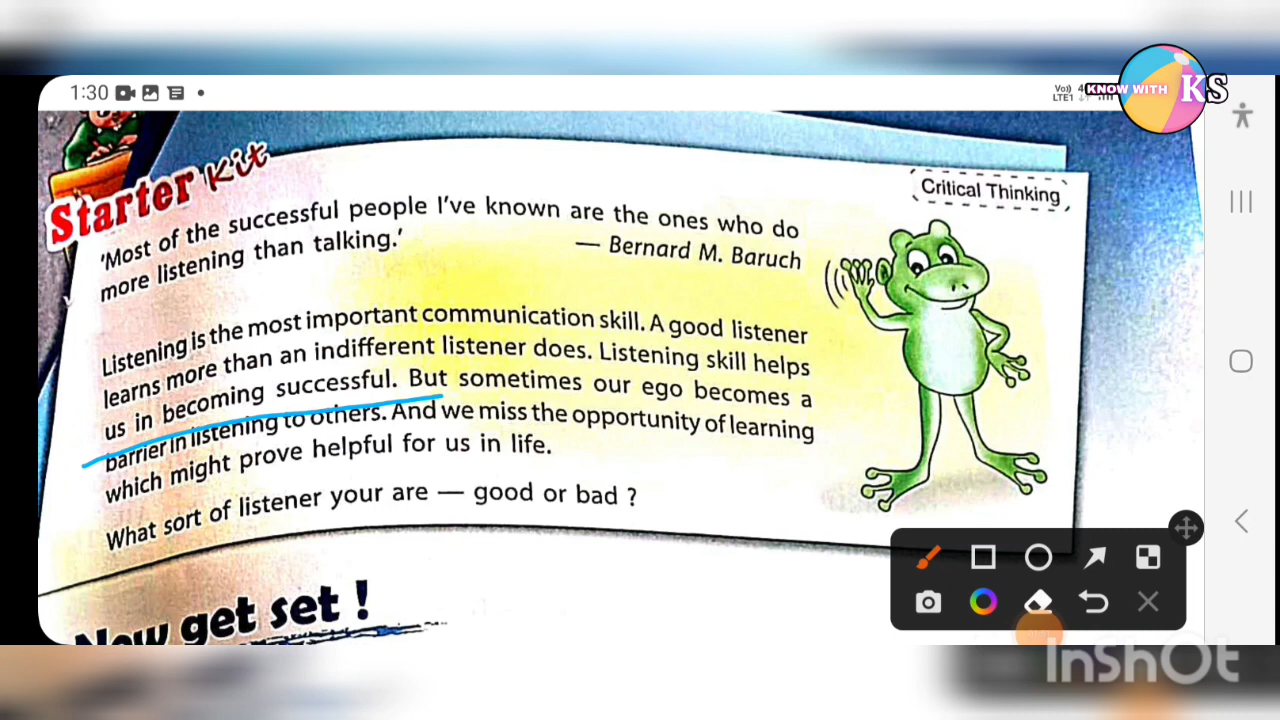 1:30
Vo))
LTE1
KNOW WITH
KS
Starter Kit
Critical Thinking
'Most of the successful people I've known are the ones who do
more listening than talking.'
— Bernard M. Baruch
Listening is the most important communication skill. A good listener
learns more than an indifferent listener does. Listening skill helps
us in becoming successful. But sometimes our ego becomes a
barrier in listening to others. And we miss the opportunity of learning
which might prove helpful for us in life.
What sort of listener your are — good or bad ?
Now get set !
InShOt